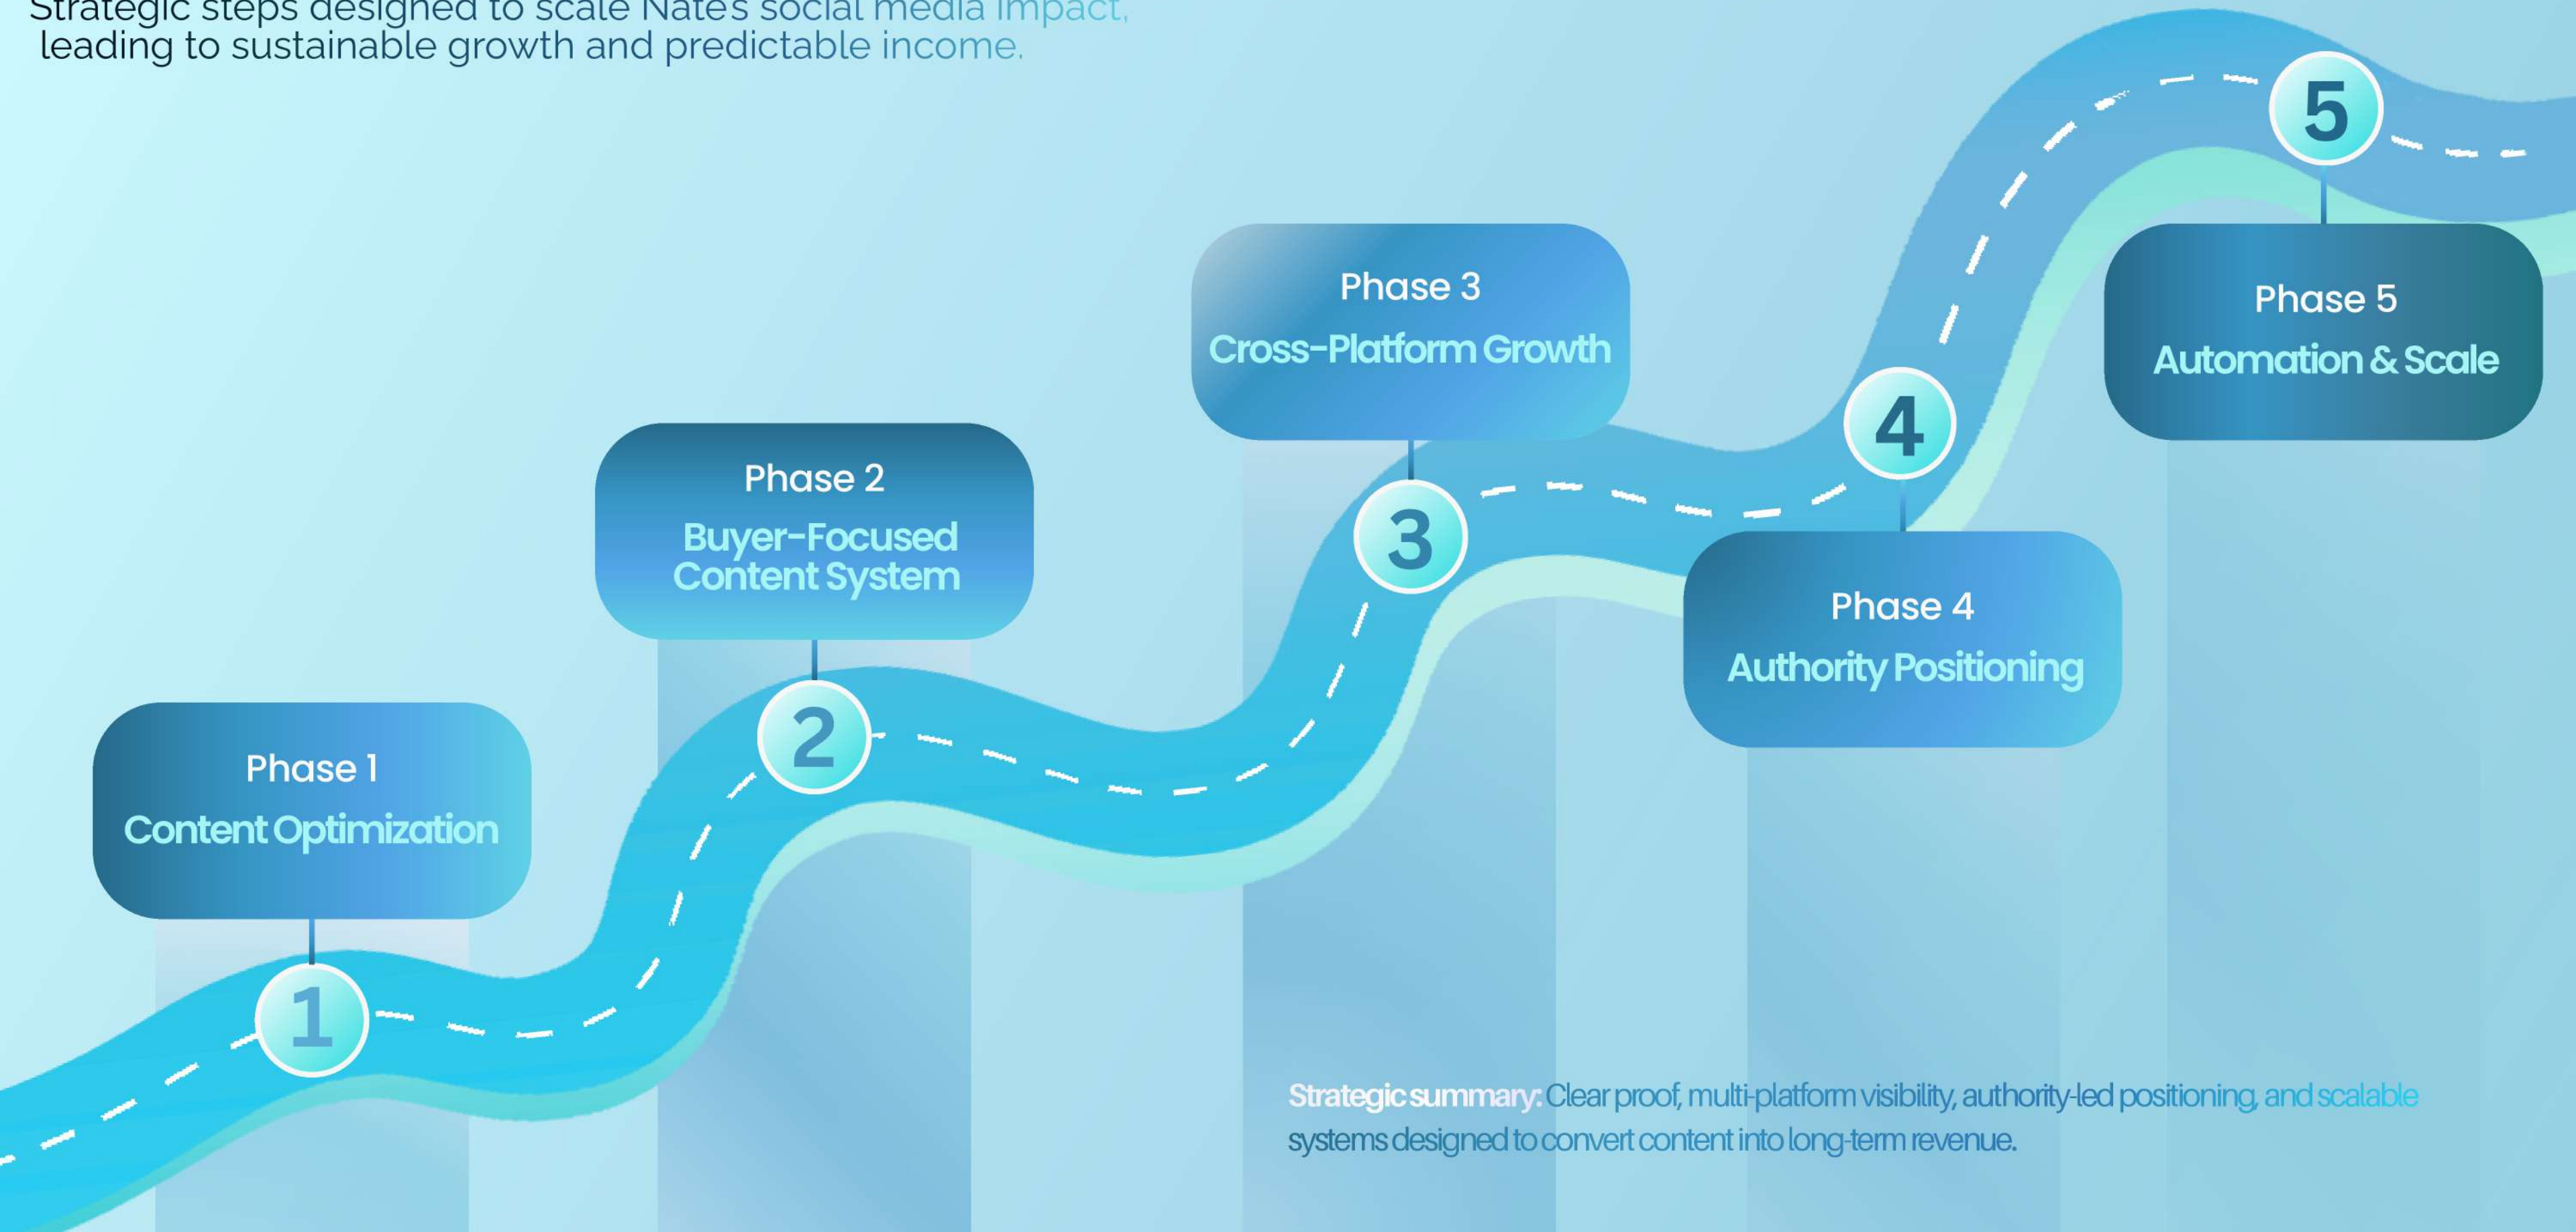 Strategic steps designed to scale Nate's social media impact,
leading to sustainable growth and predictable income.
Phase 1
Content Optimization
1
Phase 2
Buyer-Focused
Content System
2
Phase 3
Cross-Platform Growth
3
4
Phase 4
Authority Positioning
5
Phase 5
Automation & Scale
Strategic summary: Clear proof, multi-platform visibility, authority-led positioning, and scalable
systems designed to convert content into long-term revenue.